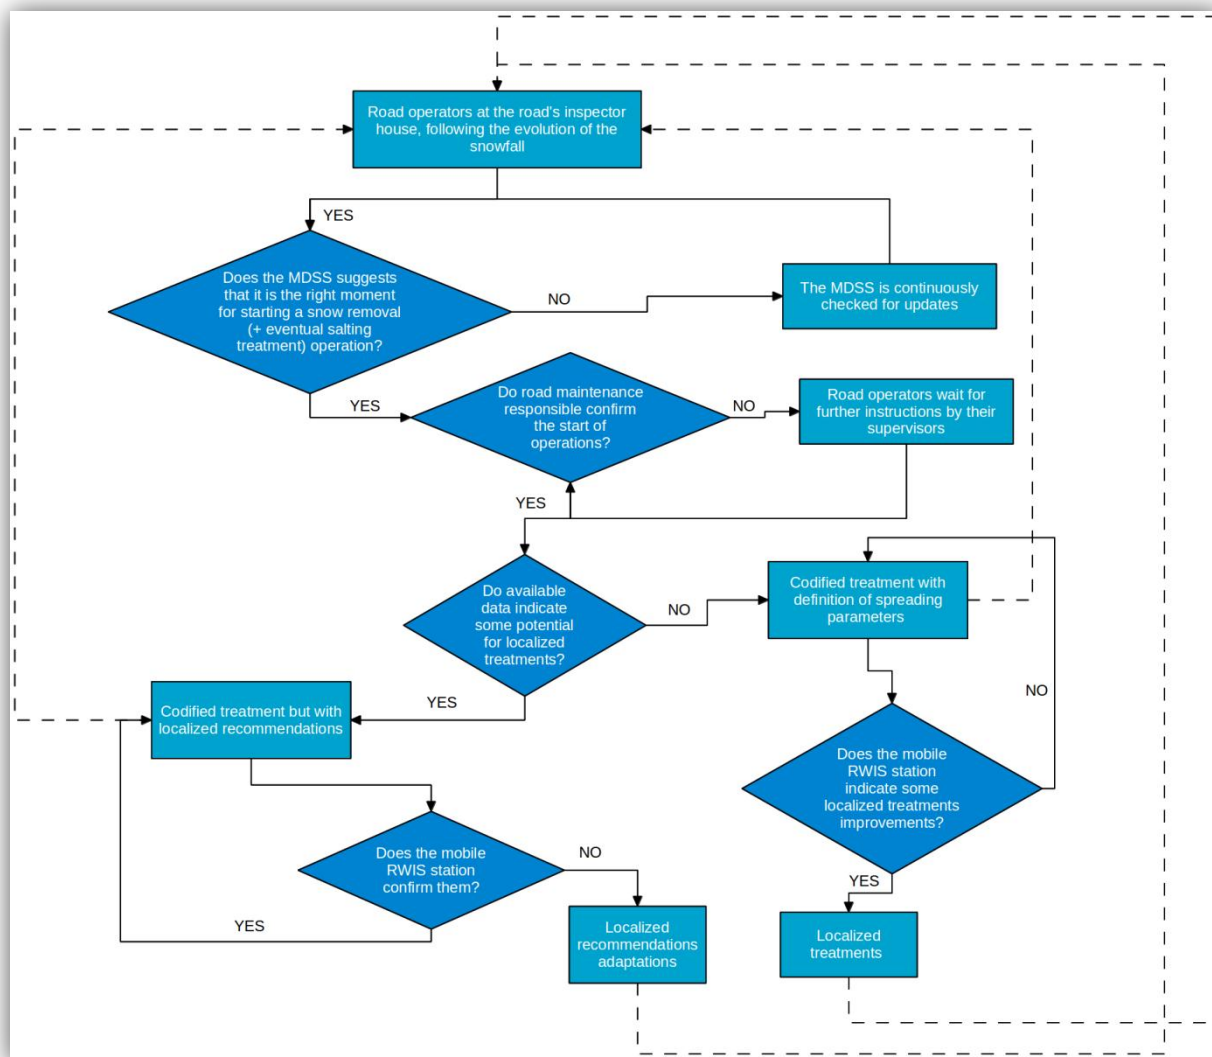 Road operators at the road's inspector
house, following the evolution of the
snowfall
YES
Does the MDSS suggests
that it is the right moment
for starting a snow removal
(+ eventual salting
treatment) operation?
NO
The MDSS is continuously
checked for updates
YES
Do road maintenance
responsible confirm
the start of
operations?
NO
Road operators wait for
further instructions by their
supervisors
YES
Do available
data indicate
some potential
for localized
treatments?
NO
Codified treatment with
definition of spreading
parameters
NO
YES
Codified treatment but with
localized recommendations
Does the mobile
RWIS station
indicate some
localized treatments
improvements?
Does the mobile
RWIS station
confirm them?
NO
YES
YES
Localized
recommendations
adaptations
Localized
treatments